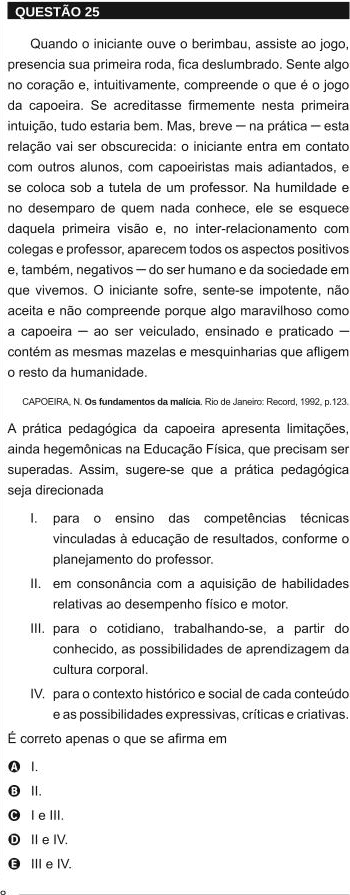 QUESTÃO 25
Quando o iniciante ouve o berimbau, assiste ao jogo,
presencia sua primeira roda, fica deslumbrado. Sente algo
no coração e, intuitivamente, compreende o que é o jogo
da capoeira. Se acreditasse firmemente nesta primeira
intuição, tudo estaria bem. Mas, breve — na prática — esta
relação vai ser obscurecida: o iniciante entra em contato
com outros alunos, com capoeiristas mais adiantados, e
se coloca sob a tutela de um professor. Na humildade e
no desemparo de quem nada conhece, ele se esquece
daquela primeira visão e, no inter-relacionamento com
colegas e professor, aparecem todos os aspectos positivos
e, também, negativos — do ser humano e da sociedade em
que vivemos. O iniciante sofre, sente-se impotente, não
aceita e não compreende porque algo maravilhoso como
a capoeira — ao ser veiculado, ensinado e praticado —
contém as mesmas mazelas e mesquinharias que afligem
o resto da humanidade.
CAPOEIRA, N. Os fundamentos da malícia. Rio de Janeiro: Record, 1992, p.123.
A prática pedagógica da capoeira apresenta limitações,
ainda hegemônicas na Educação Física, que precisam ser
superadas. Assim, sugere-se que a prática pedagógica
seja direcionada
I. para o ensino das competências técnicas
vinculadas à educação de resultados, conforme o
planejamento do professor.
II. em consonância com a aquisição de habilidades
relativas ao desempenho físico e motor.
III. para o cotidiano, trabalhando-se, a partir do
conhecido, as possibilidades de aprendizagem da
cultura corporal.
IV. para o contexto histórico e social de cada conteúdo
e as possibilidades expressivas, críticas e criativas.
É correto apenas o que se afirma em
A I.
B II.
C I e III.
D II e IV.
E III e IV.